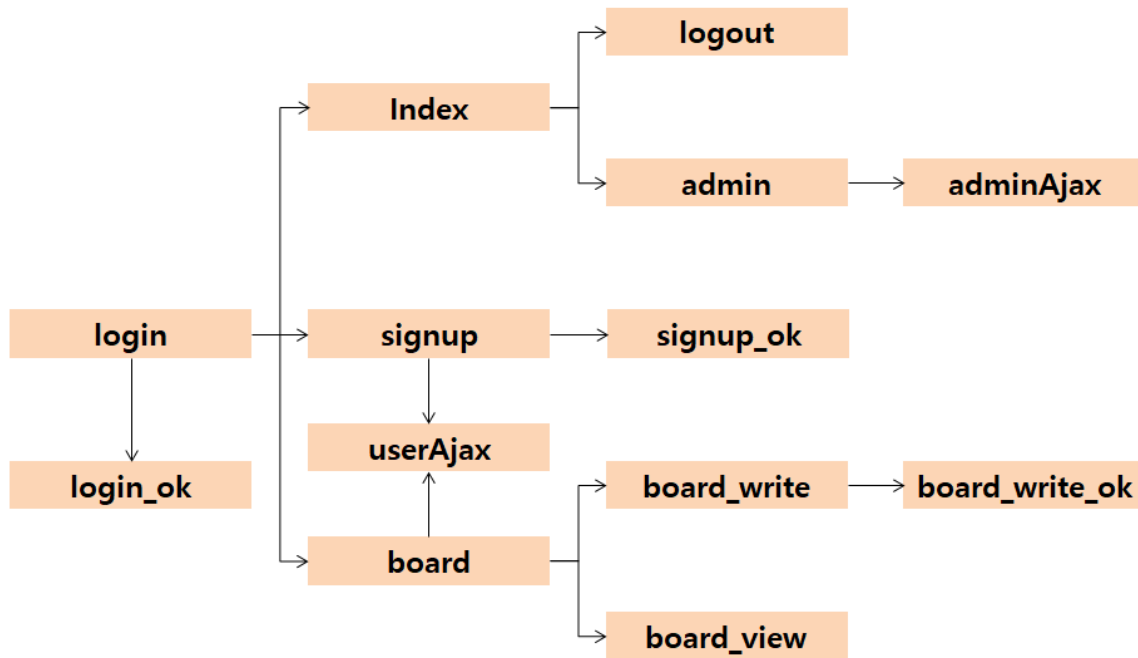 logout
Index
admin
adminAjax
login
signup
signup_ok
userAjax
login_ok
board_write
board_write_ok
board
board_view